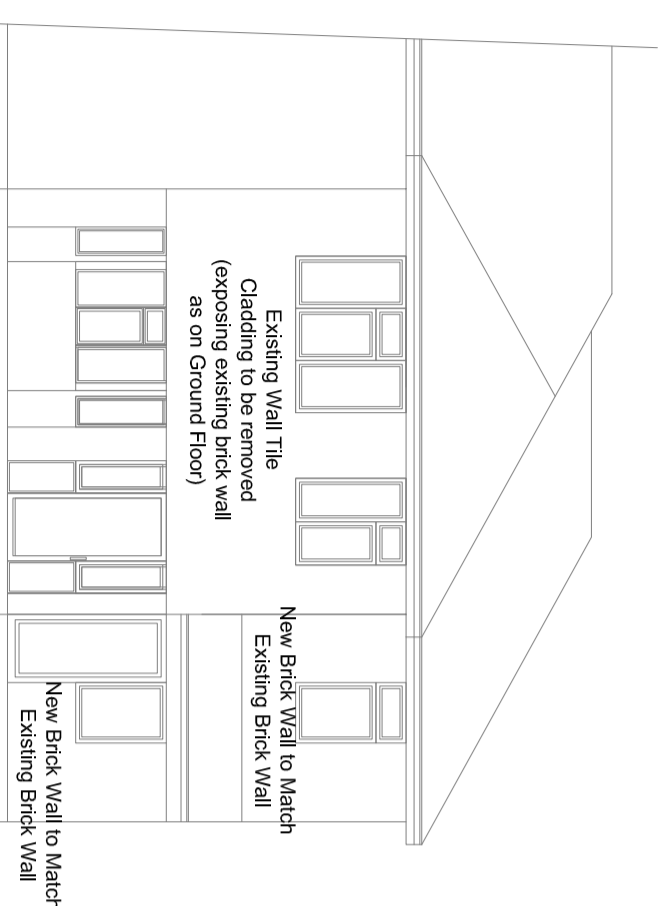 Existing Wall Tile
Cladding to be removed
(exposing existing brick wall
as on Ground Floor)
New Brick Wall to Match
Existing Brick Wall
New Brick Wall to Match
Existing Brick Wall